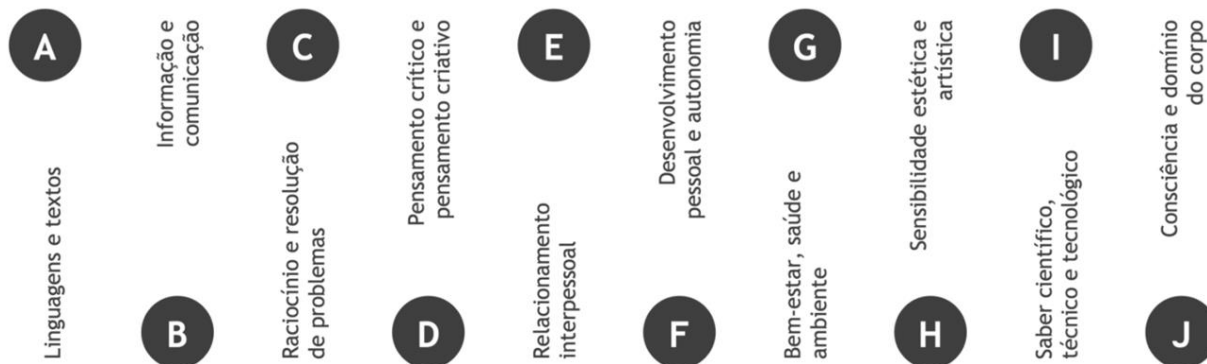 A
Linguagens e textos
B
Informação e
comunicação
C
Raciocínio e resolução
de problemas
D
Pensamento crítico e
pensamento criativo
E
Relacionamento
interpessoal
F
Desenvolvimento
pessoal e autonomia
G
Bem-estar, saúde e
ambiente
H
Sensibilidade estética e
artística
I
Saber científico,
técnico e tecnológico
J
Consciência e domínio
do corpo